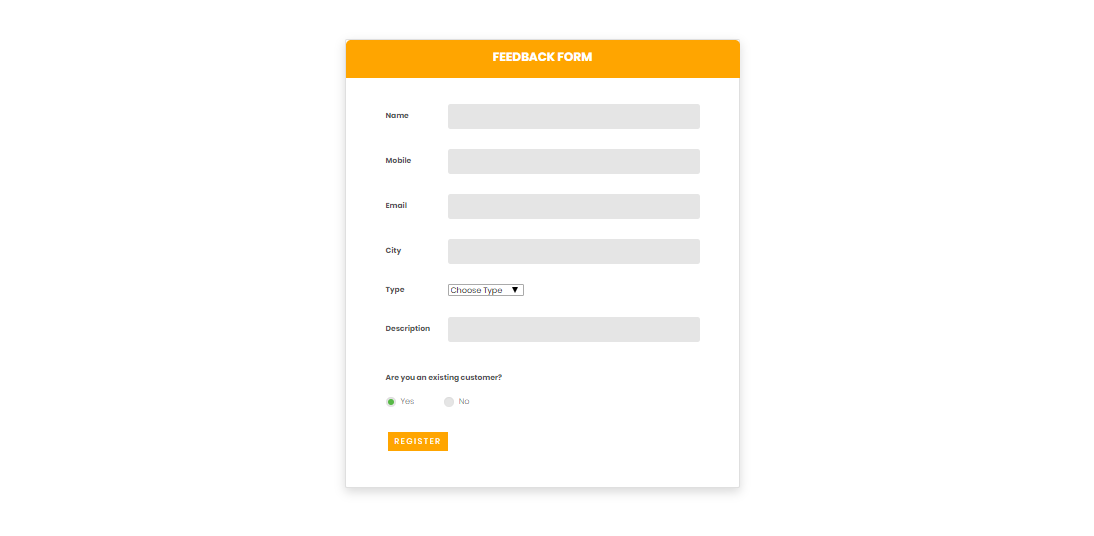 FEEDBACK FORM
Name
Mobile
Email
City
Type Choose Type
Description
Are you an existing customer?
Yes No
REGISTER